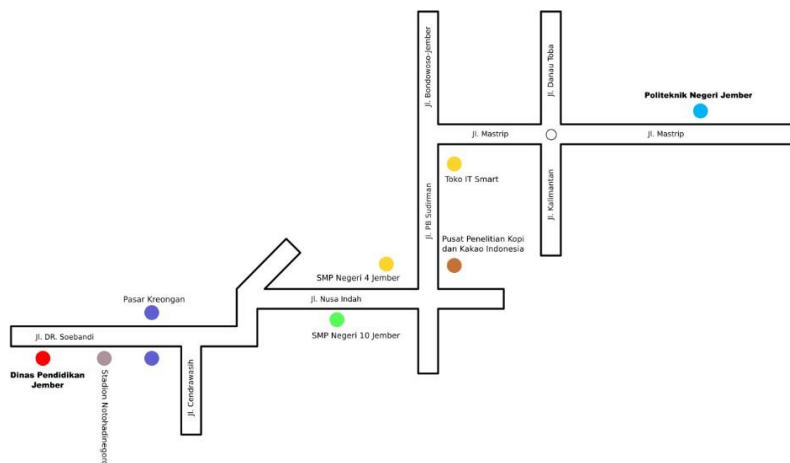 Jl. Bondowoso-Jember
Jl. Danau Toba
Politeknik Negeri Jember
Jl. Mastrip
Jl. Mastrip
Toko IT Smart
Jl. Kalimantan
Jl. PB Sudirman
Pusat Penelitian Kopi
dan Kakao Indonesia
SMP Negeri 4 Jember
Jl. Nusa Indah
Pasar Kreongan
SMP Negeri 10 Jember
Jl. DR. Soebandi
Dinas Pendidikan
Jember
Stadion Notohadinegoro
Jl. Cendrawasih